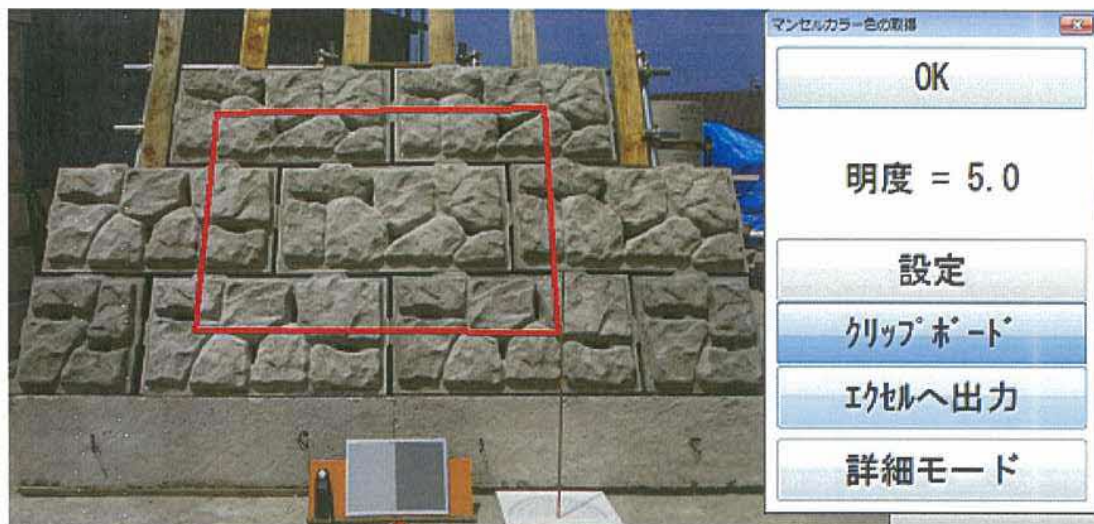 マンセルカラー色の取得
OK
明度 = 5.0
設定
クリップボード
エクセルへ出力
詳細モード